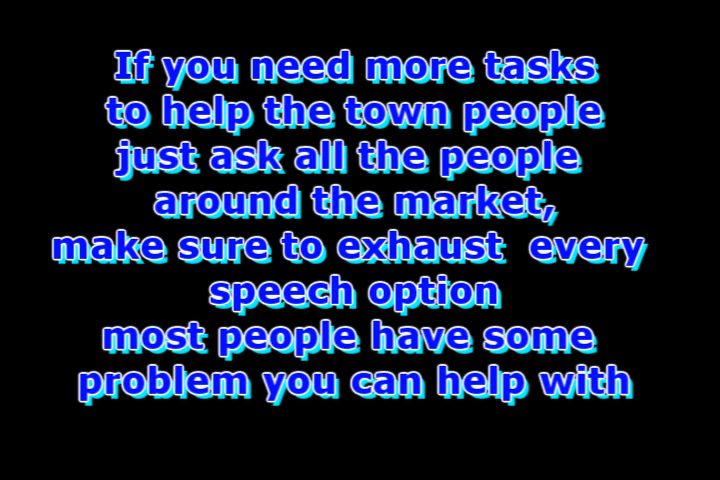 If you need more tasks
to help the town people
just ask all the people
around the market,
make sure to exhaust  every
speech option
most people have some
problem you can help with